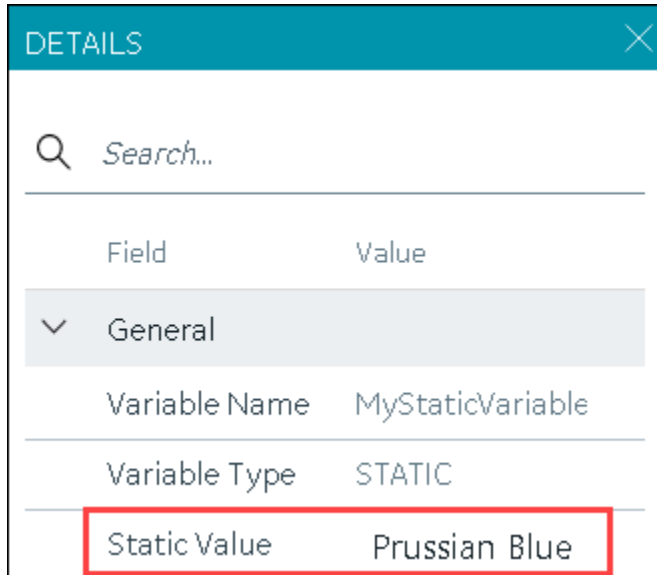 DETAILS
Search...
Field Value
General
Variable Name MyStaticVariable
Variable Type STATIC
Static Value Prussian Blue